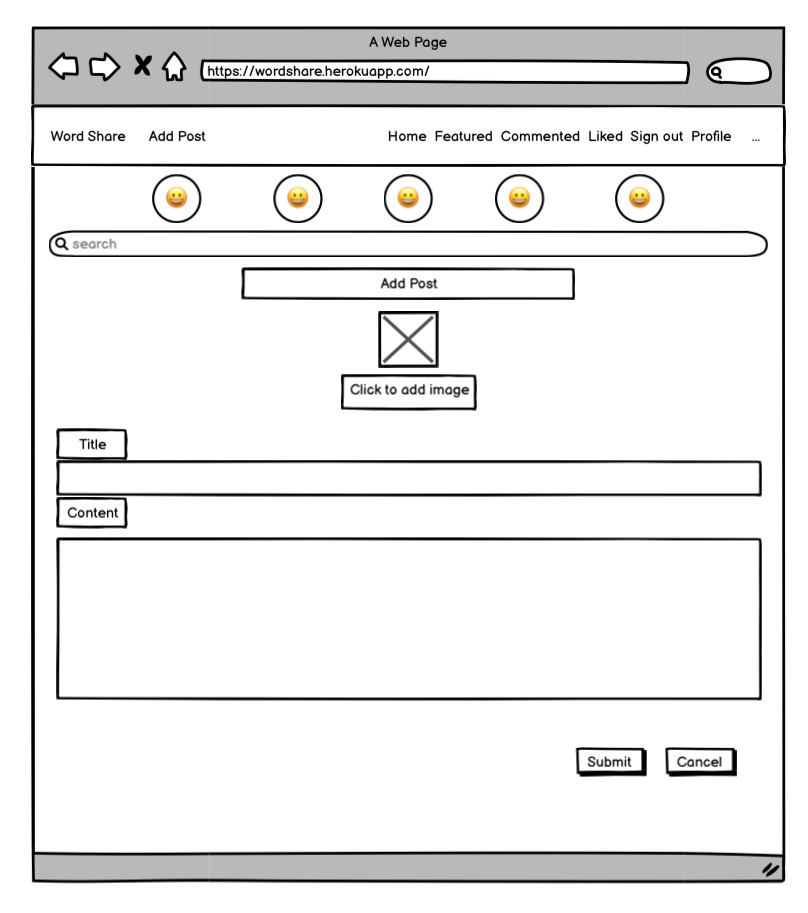 A Web Page
https://wordshare.herokuapp.com/
Word Share Add Post Home Featured Commented Liked Sign out Profile ...
search
Add Post
Click to add image
Title
Content
Submit Cancel